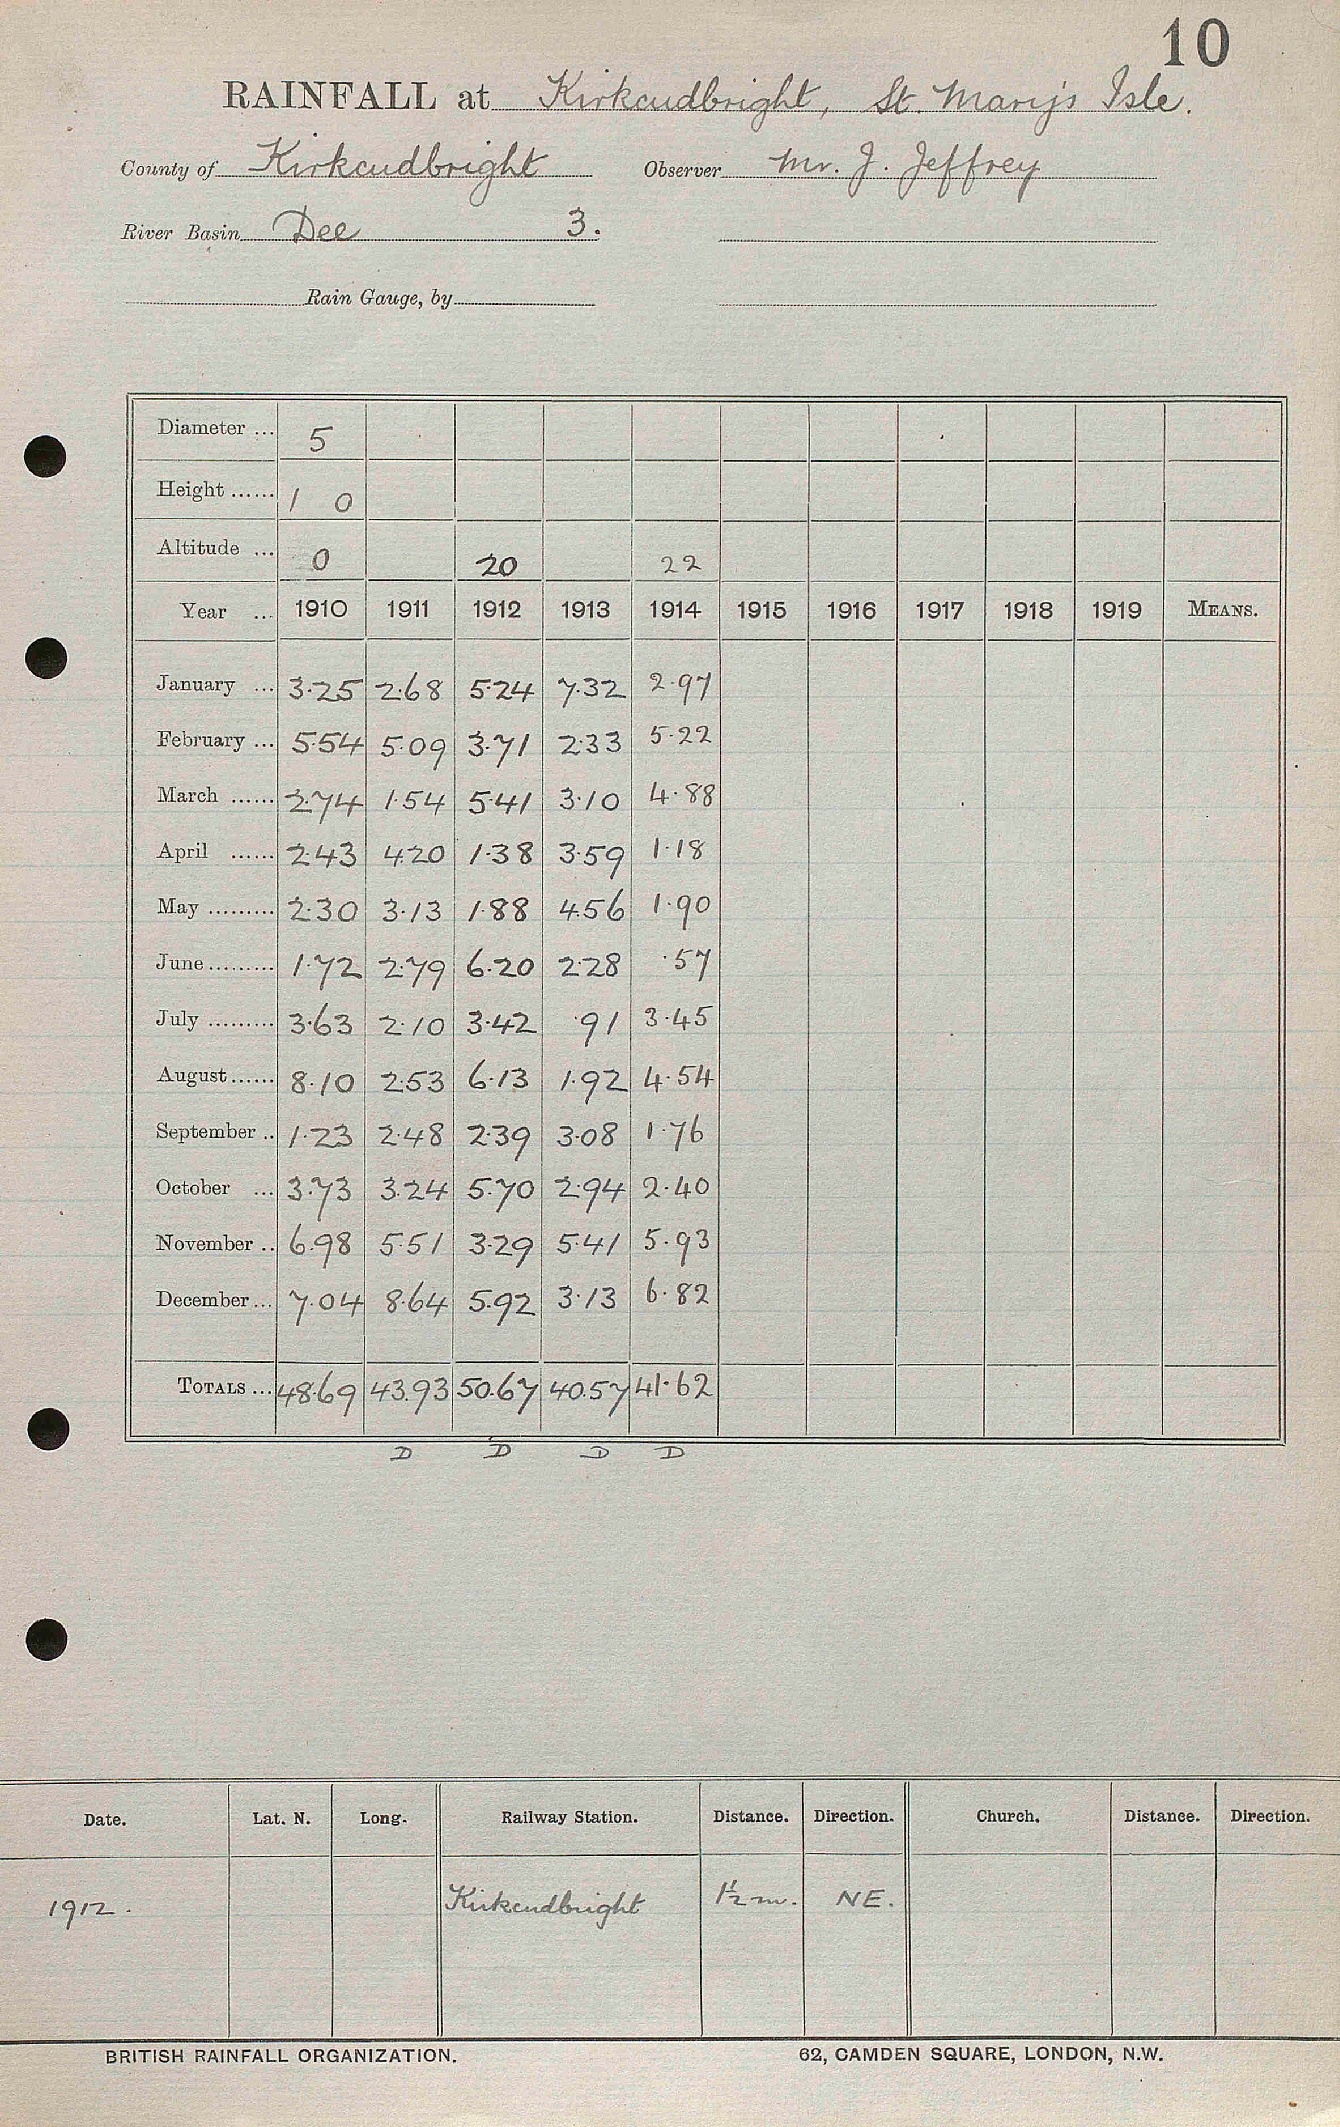 10
RAINFALL at Kirkcudbright, St. Mary's Isle.
County of Kirkcudbright Observer Mr. J. Jeffrey
River Basin Dee 3.
Rain Gauge, by
Diameter ... 5
Height ...... 1 0
Altitude ... 0 20 22
Year ... 1910 1911 1912 1913 1914 1915 1916 1917 1918 1919 MEANS.
January ... 3.25 2.68 5.24 7.32 2.97
February ... 5.54 5.09 3.71 2.33 5.22
March ...... 2.74 1.54 5.41 3.10 4.88
April ...... 2.43 4.20 1.38 3.59 1.18
May ......... 2.30 3.13 1.88 4.56 1.90
June ......... 1.72 2.79 6.20 2.28 .57
July ......... 3.63 2.10 3.42 .91 3.45
August ...... 8.10 2.53 6.13 1.92 4.54
September .. 1.23 2.48 2.39 3.08 1.76
October ... 3.73 3.24 5.70 2.94 2.40
November .. 6.98 5.51 3.29 5.41 5.93
December ... 7.04 8.64 5.92 3.13 6.82
TOTALS ... 48.69 43.93 50.67 40.57 41.62
D D D D
Date. Lat. N. Long. Railway Station. Distance. Direction. Church. Distance. Direction.
1912. Kirkcudbright 1½ m. NE.
BRITISH RAINFALL ORGANIZATION. 62, CAMDEN SQUARE, LONDON, N.W.